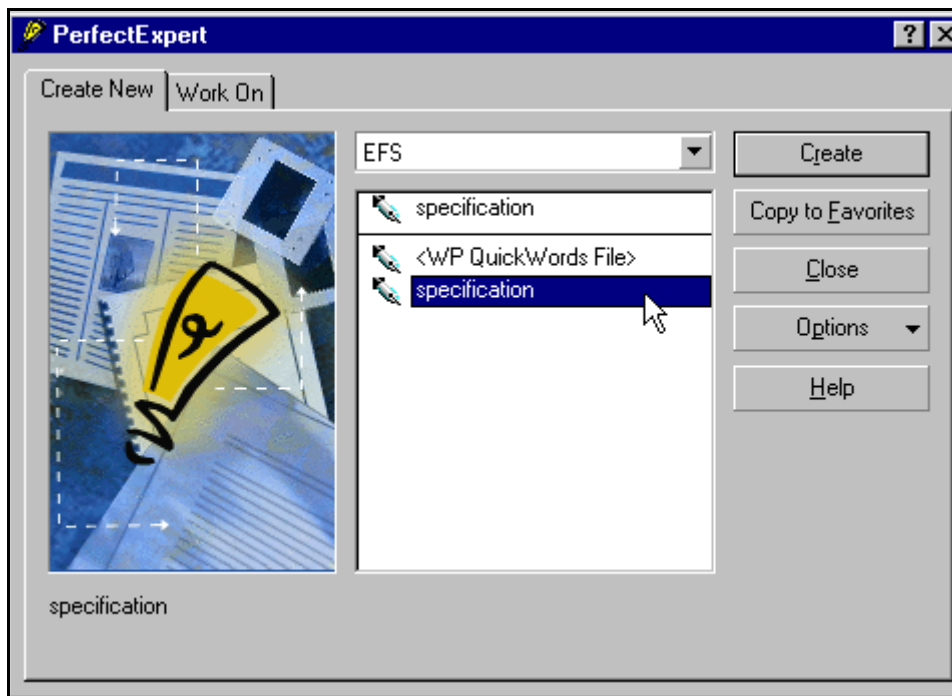 PerfectExpert
Create New
Work On
EFS
specification
<WP QuickWords File>
specification
Create
Copy to Favorites
Close
Options
Help
specification